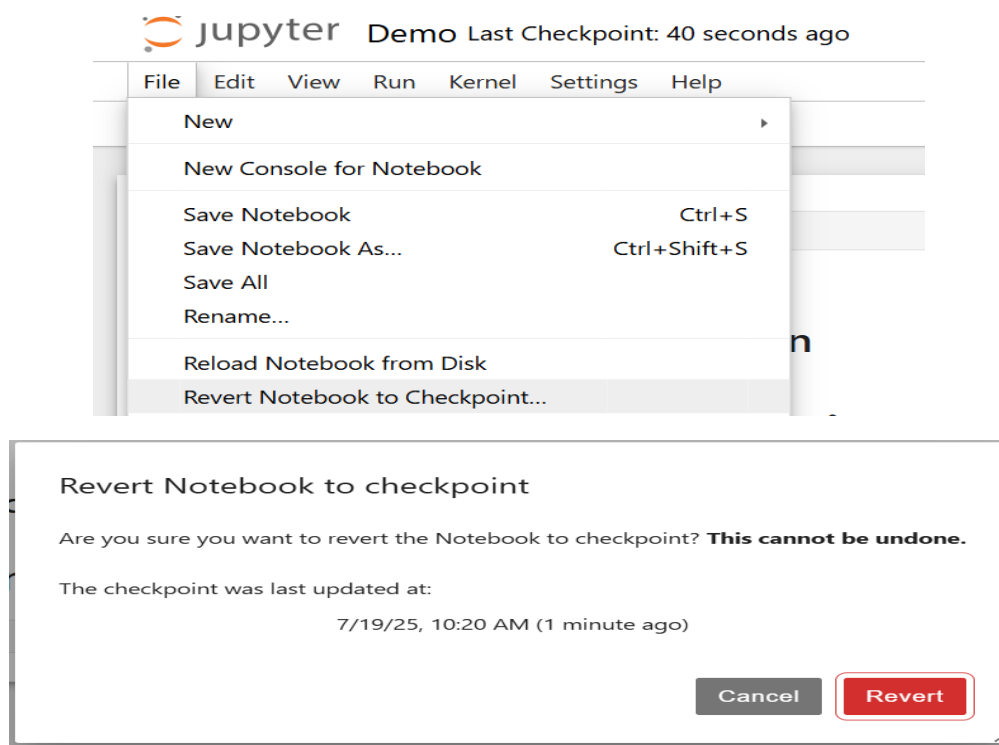 jupyter Demo Last Checkpoint: 40 seconds ago
File Edit View Run Kernel Settings Help
New
New Console for Notebook
Save Notebook Ctrl+S
Save Notebook As... Ctrl+Shift+S
Save All
Rename...
n
Reload Notebook from Disk
Revert Notebook to Checkpoint...
Revert Notebook to checkpoint
Are you sure you want to revert the Notebook to checkpoint? This cannot be undone.
The checkpoint was last updated at:
7/19/25, 10:20 AM (1 minute ago)
Cancel Revert